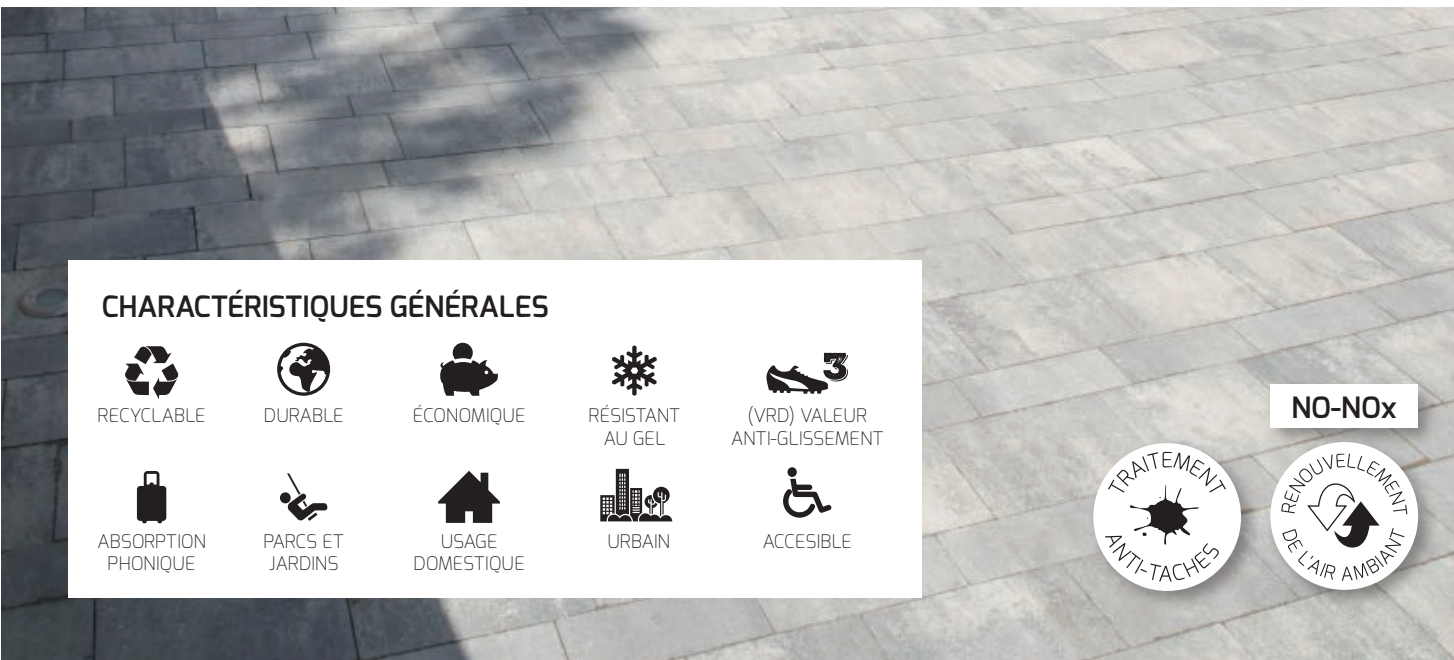 CHARACTÉRISTIQUES GÉNÉRALES
RECYCLABLE
DURABLE
ÉCONOMIQUE
RÉSISTANT
AU GEL
3
(VRD) VALEUR
ANTI-GLISSEMENT
ABSORPTION
PHONIQUE
PARCS ET
JARDINS
USAGE
DOMESTIQUE
URBAIN
ACCESIBLE
NO-NOx
TRAITEMENT
ANTI-TACHES
RENOUVELLEMENT
DE L'AIR AMBIANT